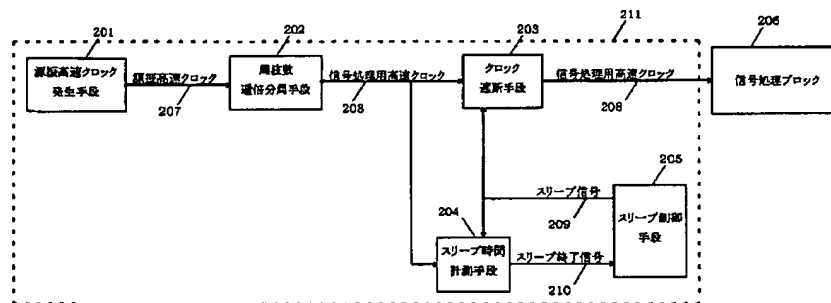 211
201
202
203
206
源振高速クロック
発生手段
源振高速クロック
207
周波数
逓倍分周手段
信号処理用高速クロック
208
クロック
遮断手段
信号処理用高速クロック
208
信号処理ブロック
205
スリープ信号
209
スリープ制御
手段
204
スリープ時間
計測手段
スリープ終了信号
210